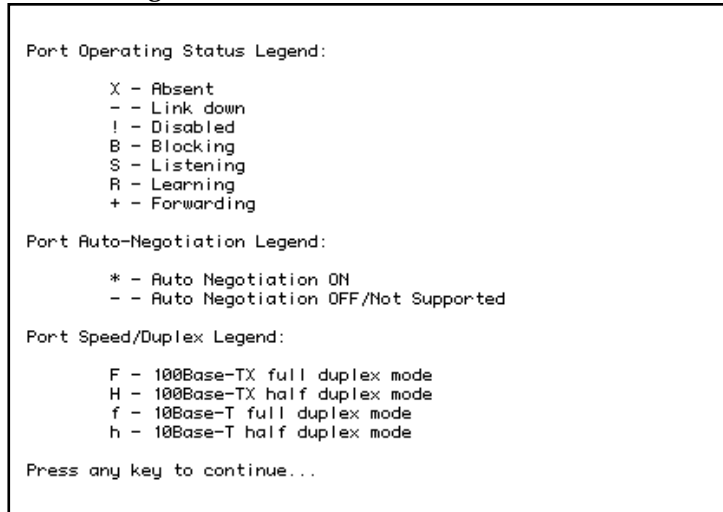 Port Operating Status Legend:
X - Absent
- - Link down
! - Disabled
B - Blocking
S - Listening
R - Learning
+ - Forwarding
Port Auto-Negotiation Legend:
* - Auto Negotiation ON
- - Auto Negotiation OFF/Not Supported
Port Speed/Duplex Legend:
F - 100Base-TX full duplex mode
H - 100Base-TX half duplex mode
f - 10Base-T full duplex mode
h - 10Base-T half duplex mode
Press any key to continue...